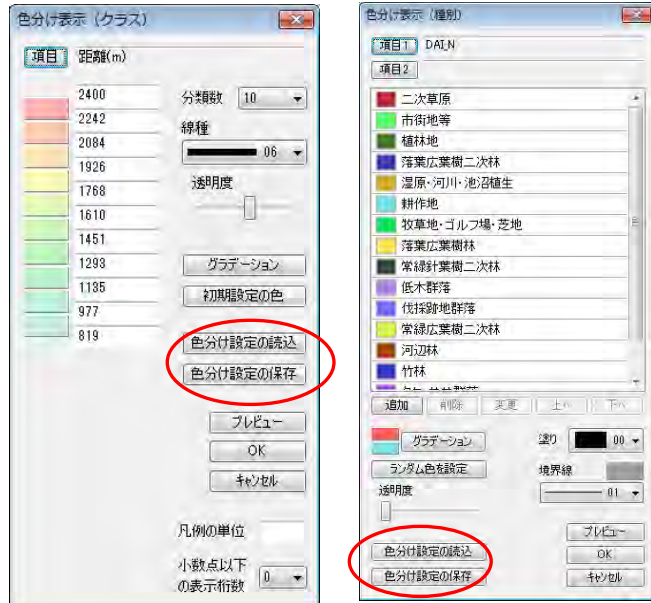 色分け表示 (クラス)
項目 距離(m)
2400
2242
2084
1926
1768
1610
1451
1293
1135
977
819
分類数 10
線種
06
透明度
グラデーション
初期設定の色
色分け設定の読込
色分け設定の保存
プレビュー
OK
キャンセル
凡例の単位
小数点以下
の表示桁数 0
色分け表示 (種別)
項目1 DAI_N
項目2
二次草原
市街地等
植林地
落葉広葉樹二次林
湿原・河川・池沼植生
耕作地
牧草地・ゴルフ場・芝地
落葉広葉樹林
常緑針葉樹二次林
低木群落
伐採跡地群落
常緑広葉樹二次林
河辺林
竹林
追加 削除 変更 上へ 下へ
グラデーション 塗り 00
ランダム色を設定 境界線
透明度 01
プレビュー
色分け設定の読込 OK
色分け設定の保存 キャンセル